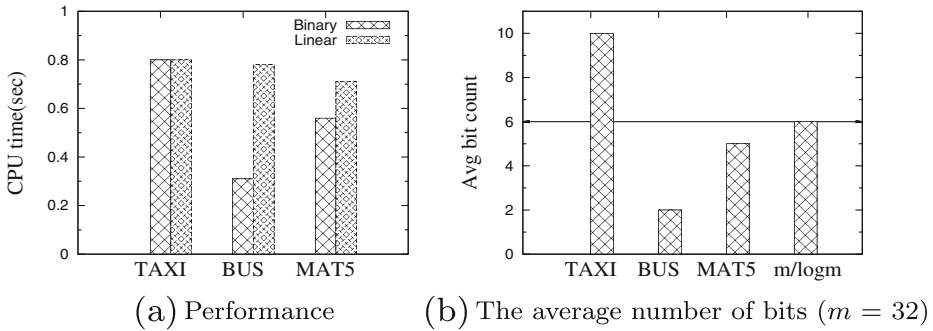 1
0.8
0.6
0.4
0.2
0
CPU time(sec)
Binary
Linear
TAXI BUS MAT5
(a) Performance
10
8
6
4
2
0
Avg bit count
TAXI BUS MAT5 m/logm
(b) The average number of bits (m = 32)